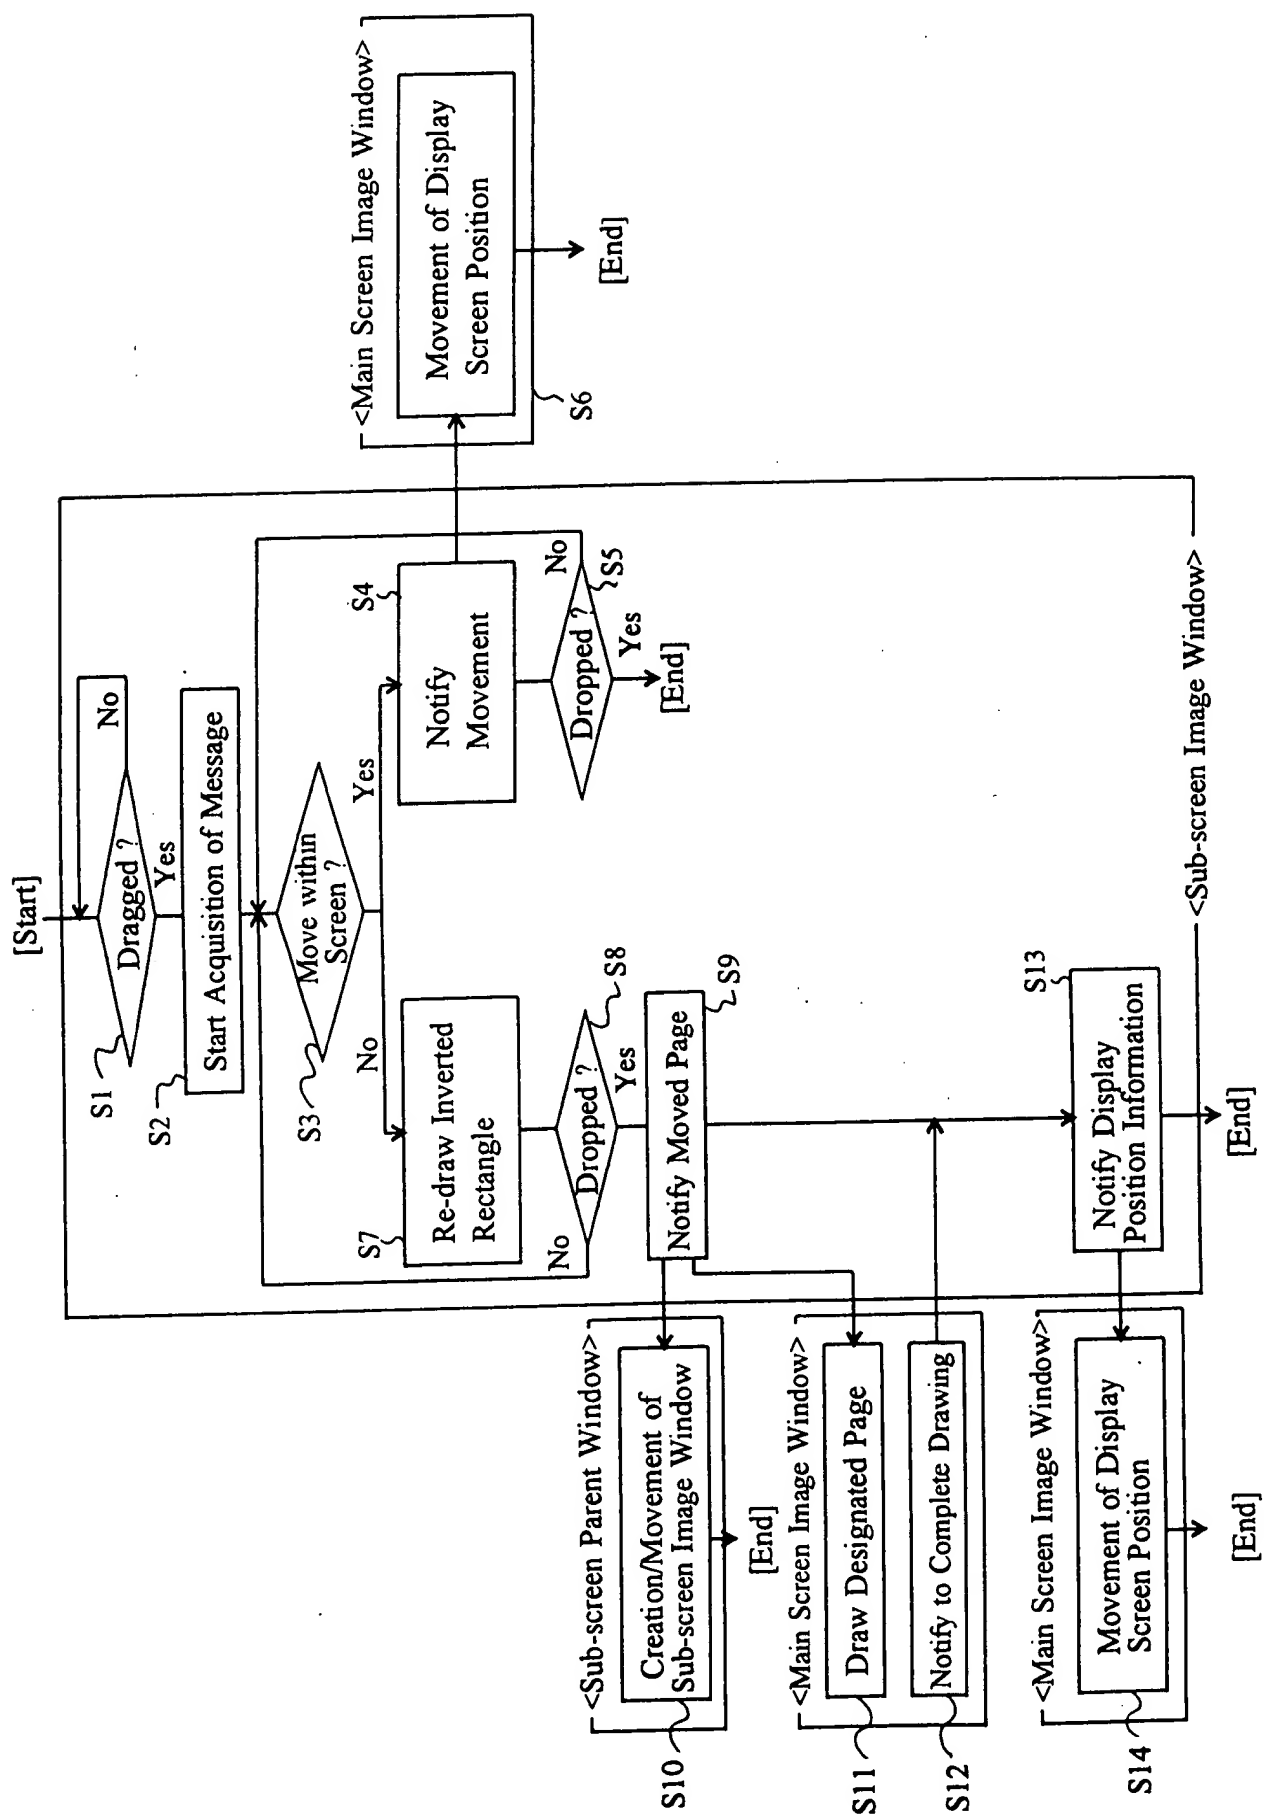 [Start]
S1
Dragged ?
No
Yes
S2
Start Acquisition of Message
S3
Move within
Screen ?
No
Yes
S7
Re-draw Inverted
Rectangle
S4
Notify
Movement
<Main Screen Image Window>
Movement of Display
Screen Position
S6
[End]
No
Dropped ?
S8
Yes
Dropped ?
S5
No
Yes
[End]
Notify Moved Page
S9
<Sub-screen Parent Window>
S10
Creation/Movement of
Sub-screen Image Window
[End]
<Main Screen Image Window>
S11
Draw Designated Page
S12
Notify to Complete Drawing
S13
Notify Display
Position Information
<Main Screen Image Window>
S14
Movement of Display
Screen Position
[End]
<Sub-screen Image Window>
[End]